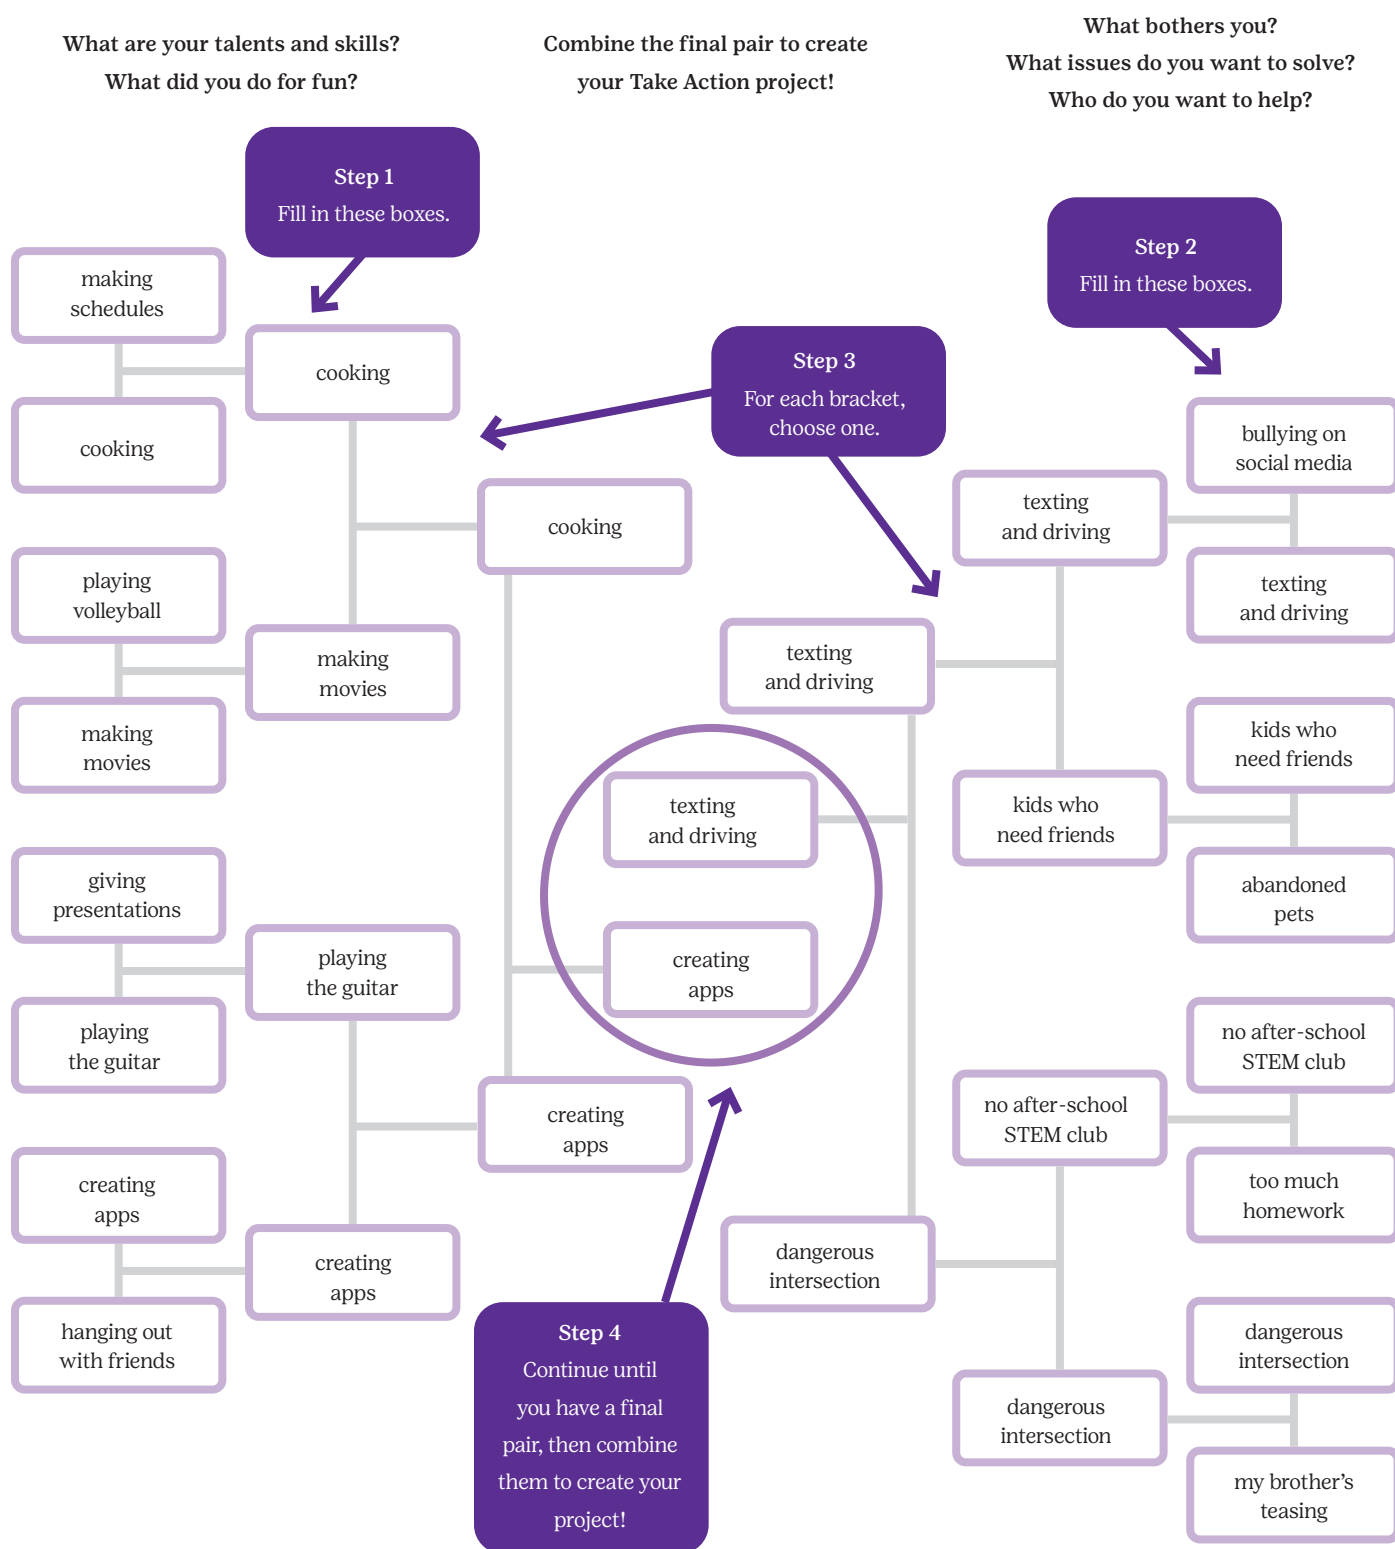 What are your talents and skills?
What did you do for fun?
Combine the final pair to create
your Take Action project!
What bothers you?
What issues do you want to solve?
Who do you want to help?
Step 1
Fill in these boxes.
making
schedules
cooking
cooking
playing
volleyball
making
movies
making
movies
giving
presentations
playing
the guitar
playing
the guitar
creating
apps
creating
apps
hanging out
with friends
cooking
creating
apps
Step 3
For each bracket,
choose one.
texting
and driving
texting
and driving
creating
apps
dangerous
intersection
Step 4
Continue until
you have a final
pair, then combine
them to create your
project!
Step 2
Fill in these boxes.
bullying on
social media
texting
and driving
texting
and driving
kids who
need friends
kids who
need friends
abandoned
pets
no after-school
STEM club
no after-school
STEM club
too much
homework
dangerous
intersection
dangerous
intersection
my brother's
teasing